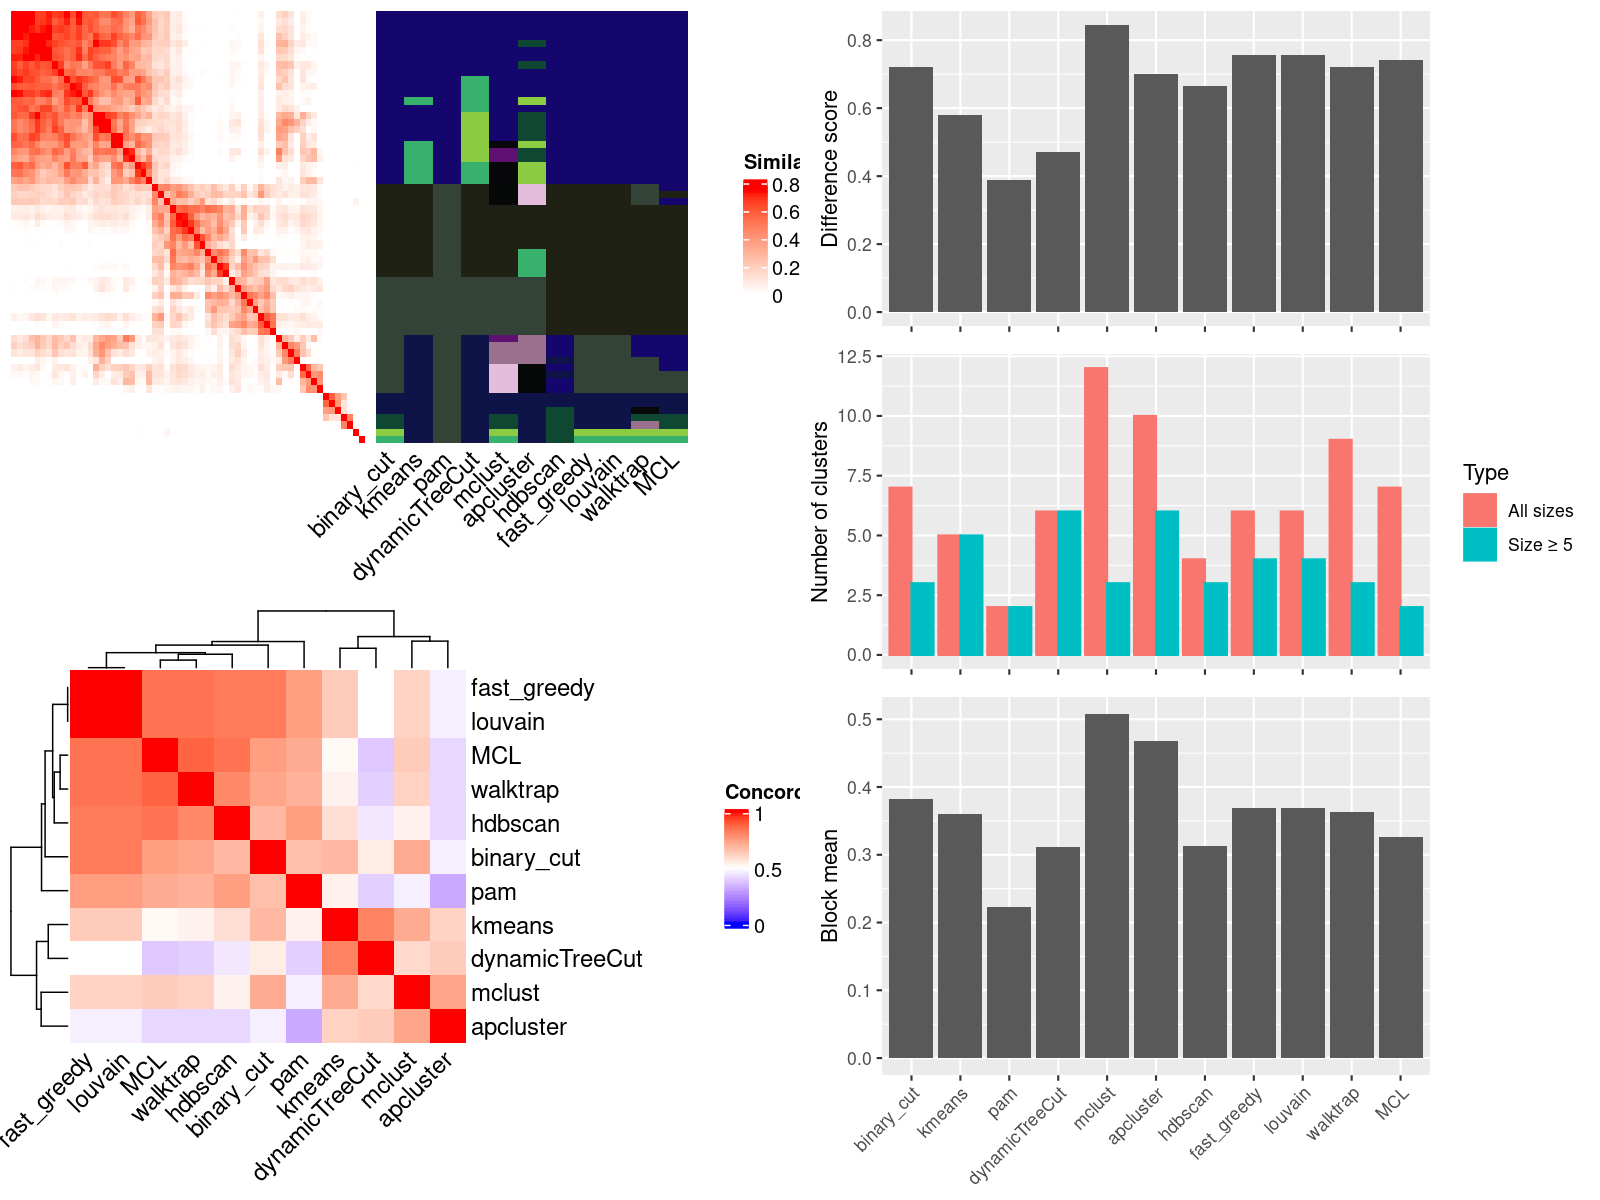 Simila
0.8
0.6
0.4
0.2
0
binary_cut
kmeans
pam
dynamicTreeCut
mclust
apcluster
hdbscan
fast_greedy
louvain
walktrap
MCL
fast_greedy
louvain
MCL
walktrap
hdbscan
binary_cut
pam
kmeans
dynamicTreeCut
mclust
apcluster
Concord
1
0.5
0
fast_greedy
louvain
MCL
walktrap
hdbscan
binary_cut
pam
kmeans
dynamicTreeCut
mclust
apcluster
Difference score
0.8
0.6
0.4
0.2
0.0
Number of clusters
12.5
10.0
7.5
5.0
2.5
0.0
Type
All sizes
Size ≥ 5
Block mean
0.5
0.4
0.3
0.2
0.1
0.0
binary_cut
kmeans
pam
dynamicTreeCut
mclust
apcluster
hdbscan
fast_greedy
louvain
walktrap
MCL